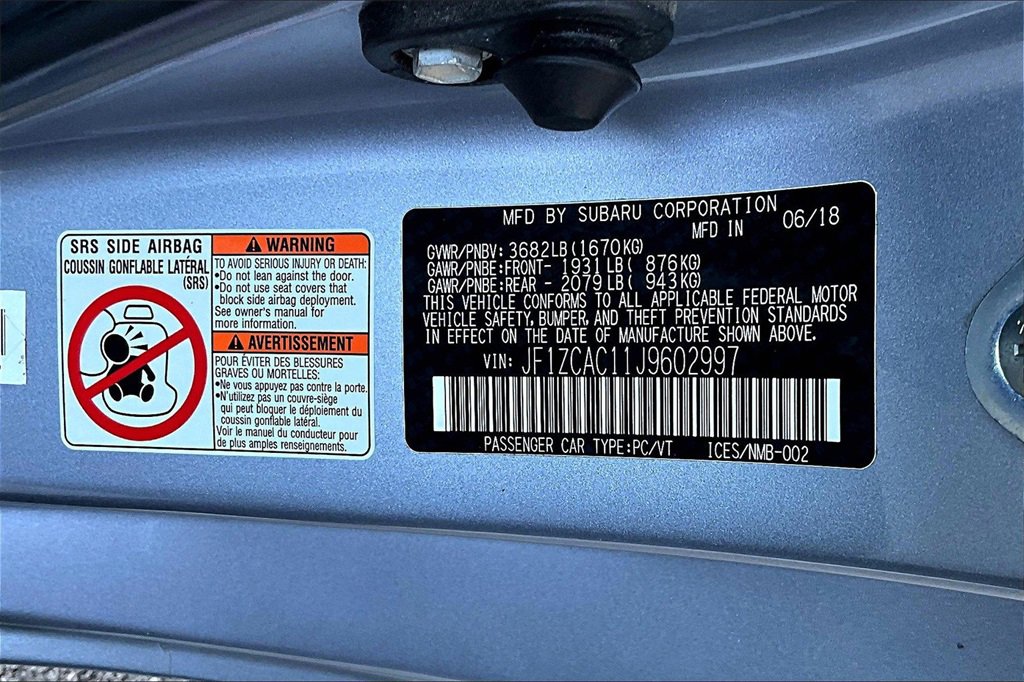 SRS SIDE AIRBAG
COUSSIN GONFLABLE LATÉRAL
(SRS)
WARNING
TO AVOID SERIOUS INJURY OR DEATH:
•Do not lean against the door.
•Do not use seat covers that
block side airbag deployment.
See owner's manual for
more information.
AVERTISSEMENT
POUR ÉVITER DES BLESSURES
GRAVES OU MORTELLES:
•Ne vous appuyez pas contre la porte.
•N'utilisez pas un couvre-siège
qui peut bloquer le déploiement du
coussin gonflable latéral.
Voir le manuel du conducteur pour
de plus amples renseignements.
MFD BY SUBARU CORPORATION
MFD IN 06/18
GVWR/PNBV: 3682LB(1670KG)
GAWR/PNBE:FRONT- 1931LB( 876KG)
GAWR/PNBE:REAR - 2079LB( 943KG)
THIS VEHICLE CONFORMS TO ALL APPLICABLE FEDERAL MOTOR
VEHICLE SAFETY, BUMPER, AND THEFT PREVENTION STANDARDS
IN EFFECT ON THE DATE OF MANUFACTURE SHOWN ABOVE.
VIN: JF1ZCAC11J9602997
PASSENGER CAR TYPE:PC/VT ICES/NMB-002